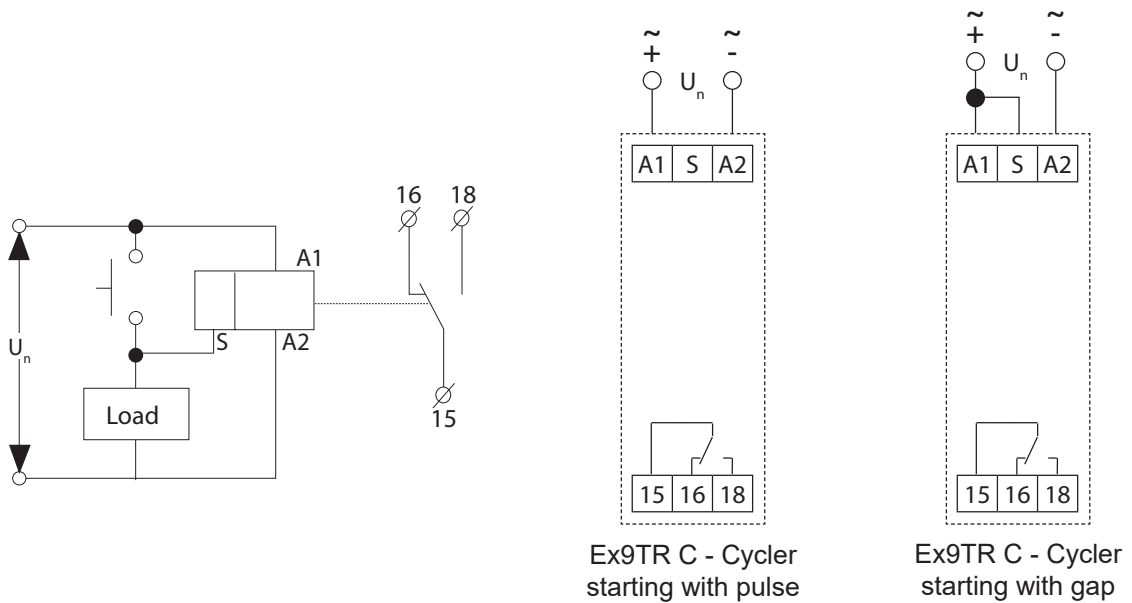 16 18
A1
S A2
Uₙ
Load
15
~ ~
+ -
Uₙ
A1 S A2
15 16 18
Ex9TR C - Cycler
starting with pulse
~ ~
+ -
Uₙ
A1 S A2
15 16 18
Ex9TR C - Cycler
starting with gap